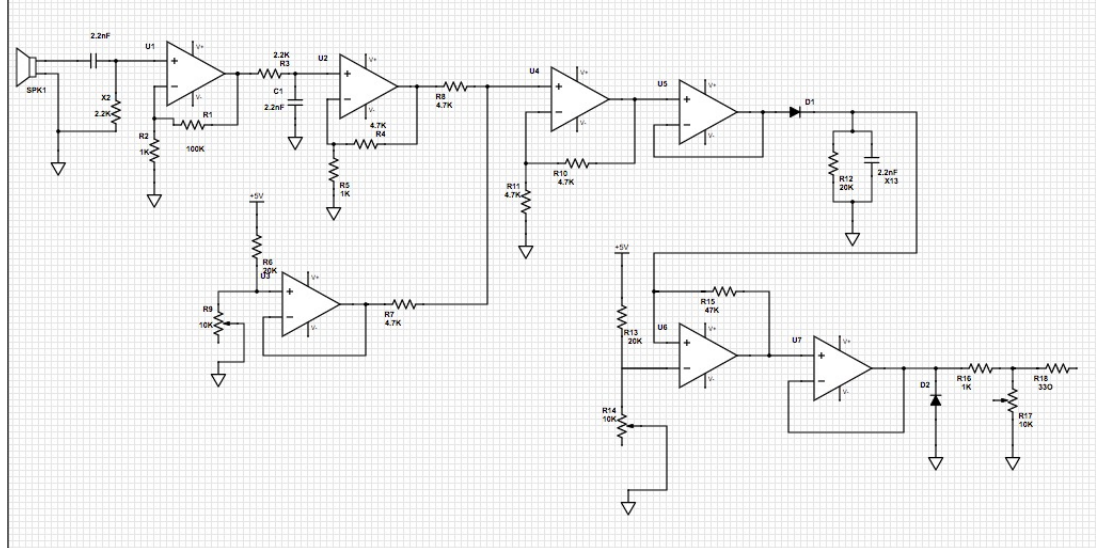 2.2nF
SPK1
X2
2.2K
U1
V+
V-
R2
1K
R1
100K
2.2K
R3
C1
2.2nF
U2
V+
V-
4.7K
R4
R5
1K
R8
4.7K
U4
V+
V-
R10
4.7K
R11
4.7K
U5
V+
V-
D1
R12
20K
2.2nF
X13
+5V
R6
20K
U3
V+
V-
R9
10K
R7
4.7K
+5V
R13
20K
R15
47K
U6
V+
V-
R14
10K
U7
V+
V-
D2
R16
1K
R18
330
R17
10K